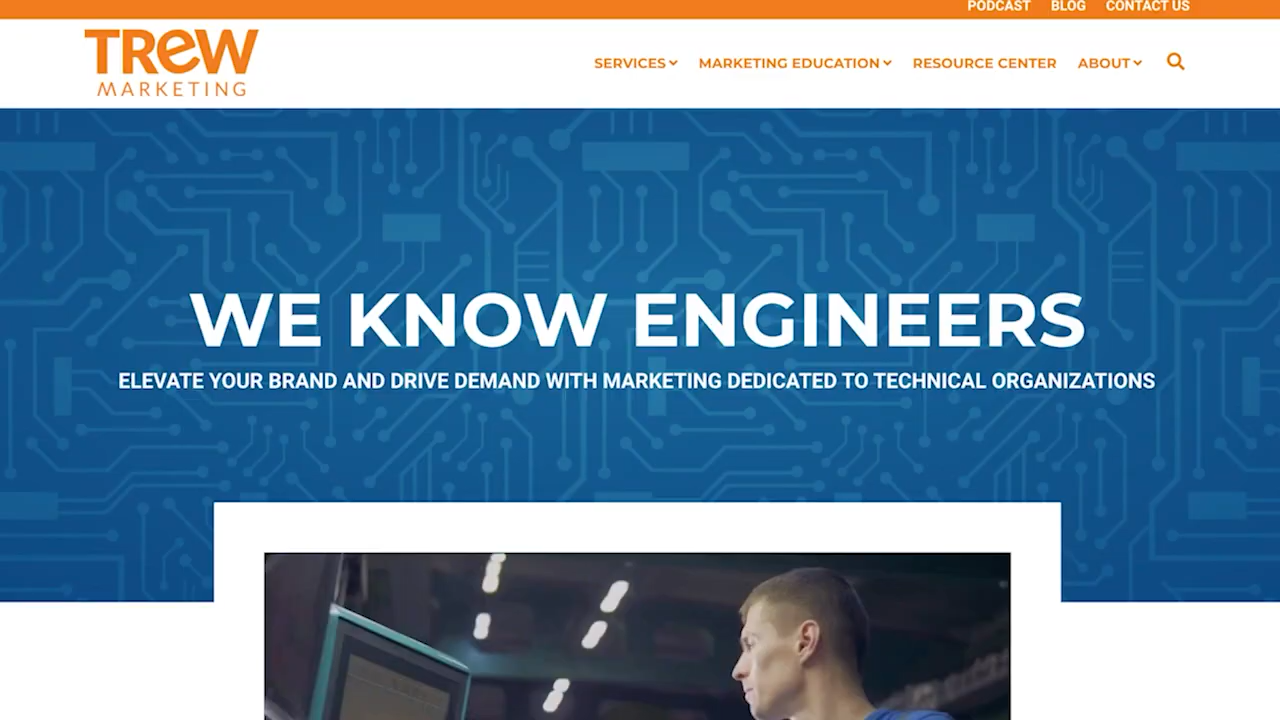 PODCAST BLOG CONTACT US
TREW
MARKETING
SERVICES MARKETING EDUCATION RESOURCE CENTER ABOUT
WE KNOW ENGINEERS
ELEVATE YOUR BRAND AND DRIVE DEMAND WITH MARKETING DEDICATED TO TECHNICAL ORGANIZATIONS